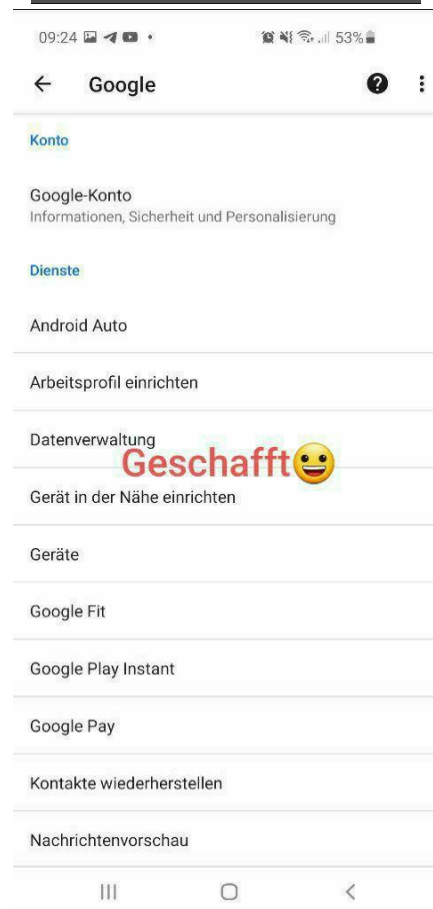 09:24
53%
Google
Konto
Google-Konto
Informationen, Sicherheit und Personalisierung
Dienste
Android Auto
Arbeitsprofil einrichten
Datenverwaltung
Geschafft😀
Gerät in der Nähe einrichten
Geräte
Google Fit
Google Play Instant
Google Pay
Kontakte wiederherstellen
Nachrichtenvorschau